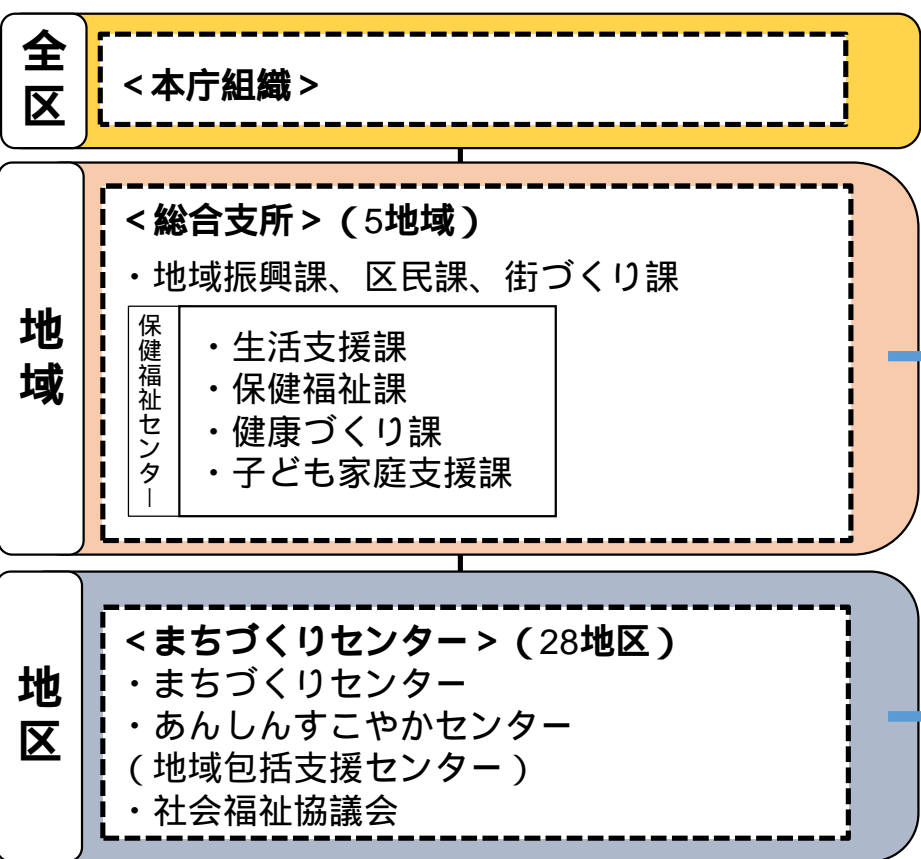 全区
<本庁組織>
地域
<総合支所>(5地域)
・地域振興課、区民課、街づくり課
保健福祉センター
・生活支援課
・保健福祉課
・健康づくり課
・子ども家庭支援課
地区
<まちづくりセンター>(28地区)
・まちづくりセンター
・あんしんすこやかセンター
(地域包括支援センター)
・社会福祉協議会